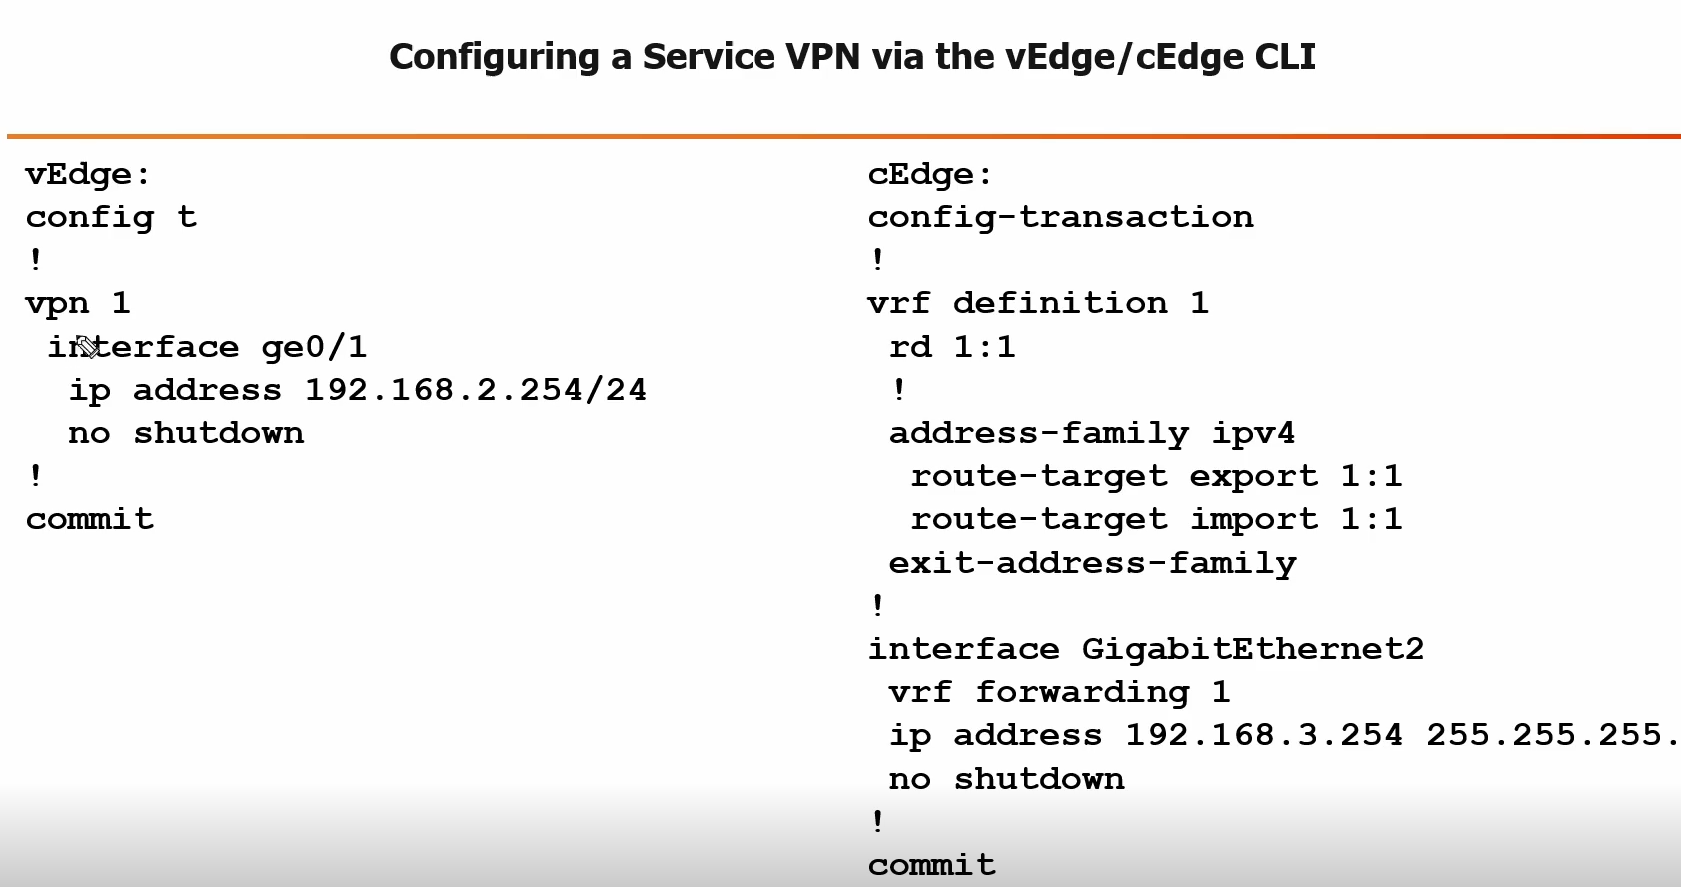 Configuring a Service VPN via the vEdge/cEdge CLI
vEdge:
config t
!
vpn 1
interface ge0/1
ip address 192.168.2.254/24
no shutdown
!
commit
cEdge:
config-transaction
!
vrf definition 1
rd 1:1
!
address-family ipv4
route-target export 1:1
route-target import 1:1
exit-address-family
!
interface GigabitEthernet2
vrf forwarding 1
ip address 192.168.3.254 255.255.255.
no shutdown
!
commit